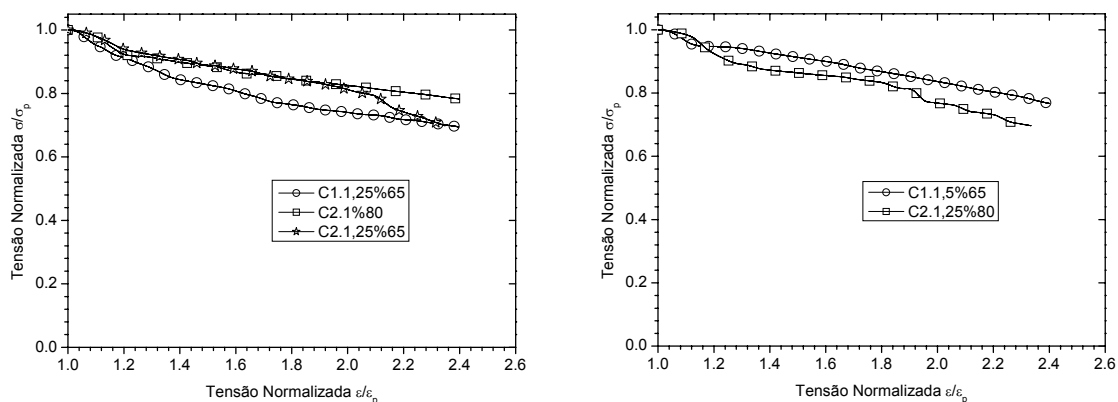 Tensão Normalizada σ/σp
1.0
0.8
0.6
0.4
0.2
0.0
C1.1,25%65
C2.1%80
C2.1,25%65
1.0 1.2 1.4 1.6 1.8 2.0 2.2 2.4 2.6
Tensão Normalizada ε/εp
Tensão Normalizada σ/σp
1.0
0.8
0.6
0.4
0.2
0.0
C1.1,5%65
C2.1,25%80
1.0 1.2 1.4 1.6 1.8 2.0 2.2 2.4 2.6
Tensão Normalizada ε/εp